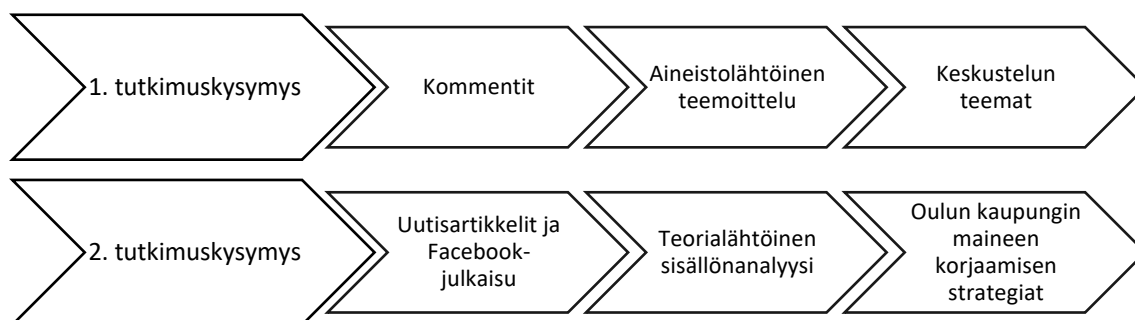 1. tutkimuskysymys
Kommentit
Aineistolähtöinen
teemoittelu
Keskustelun
teemat
2. tutkimuskysymys
Uutisartikkelit ja
Facebook-
julkaisu
Teorialähtöinen
sisällönanalyysi
Oulun kaupungin
maineen
korjaamisen
strategiat